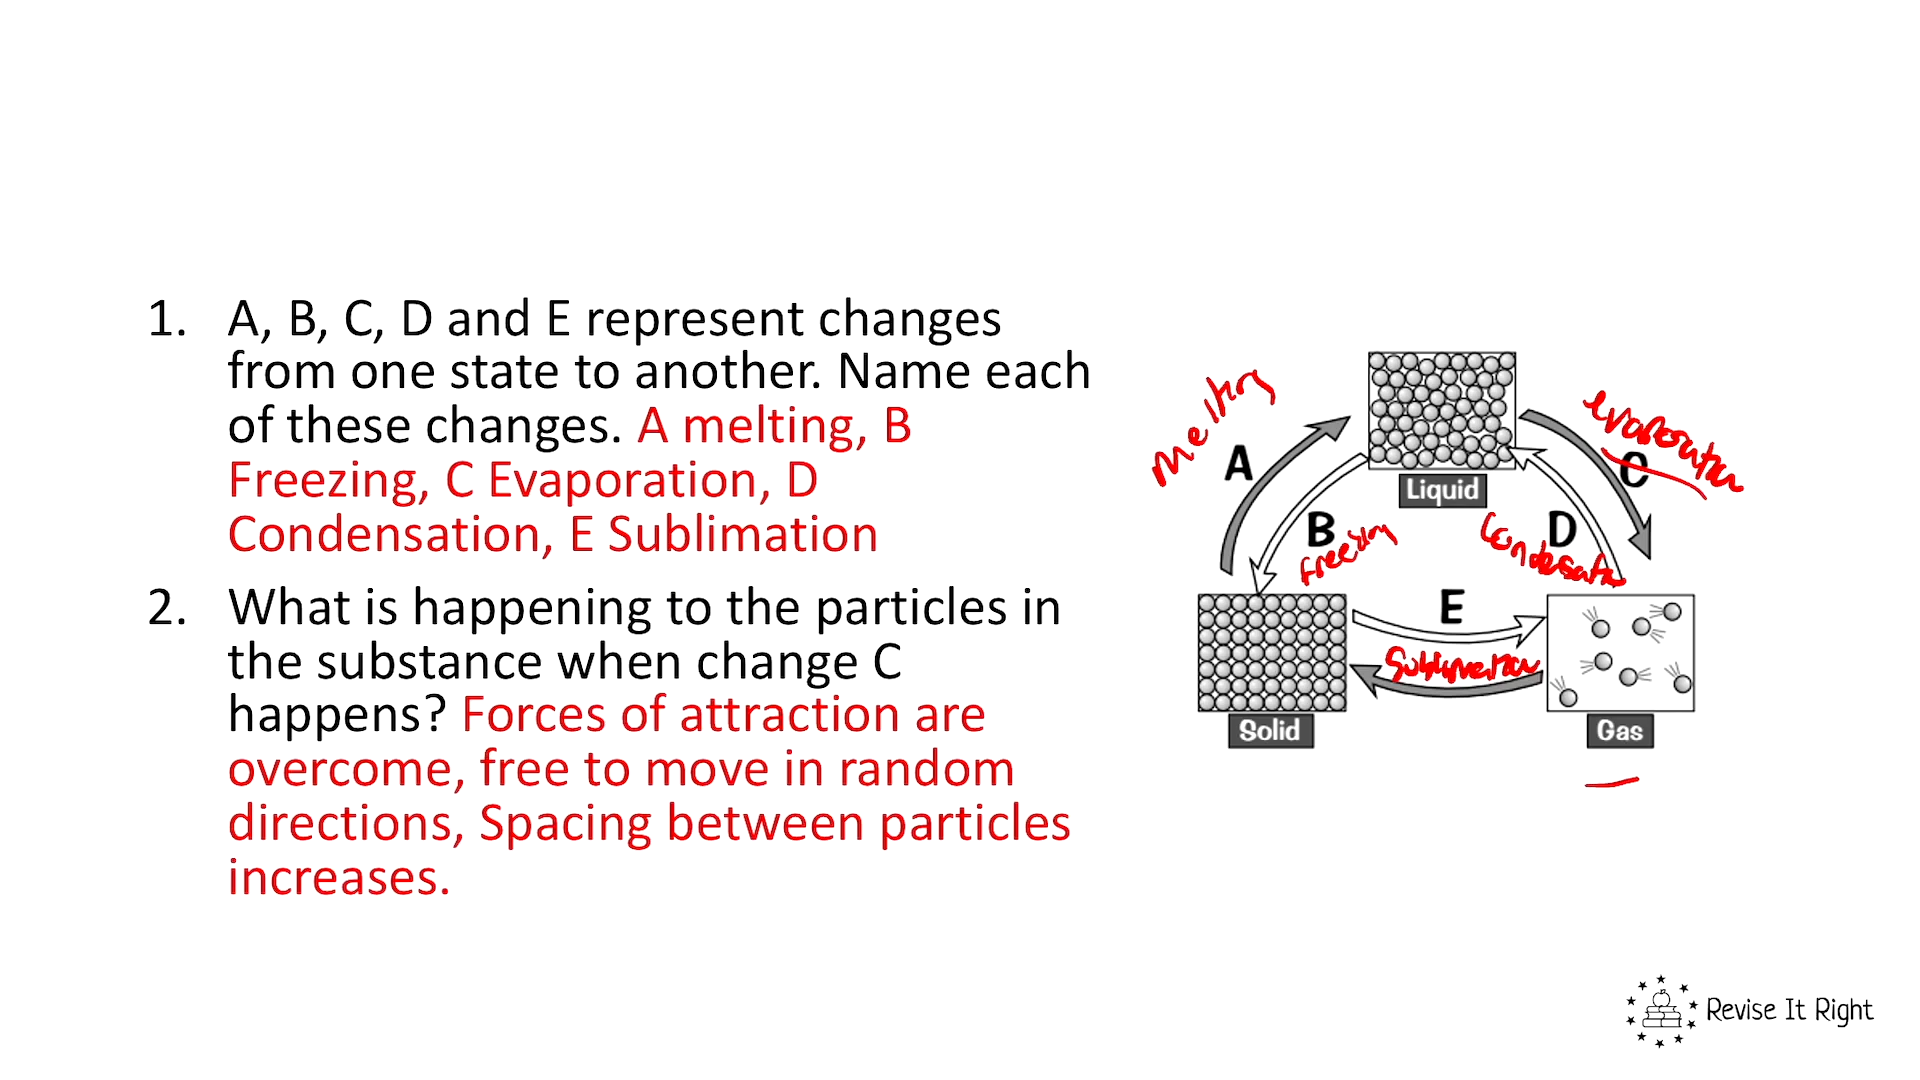 1. A, B, C, D and E represent changes
from one state to another. Name each
of these changes. A melting, B
Freezing, C Evaporation, D
Condensation, E Sublimation
2. What is happening to the particles in
the substance when change C
happens? Forces of attraction are
overcome, free to move in random
directions, Spacing between particles
increases.
melting
A
Liquid
evaporation
C
B
freezing
D
E
Solid
Gas
Revise It Right